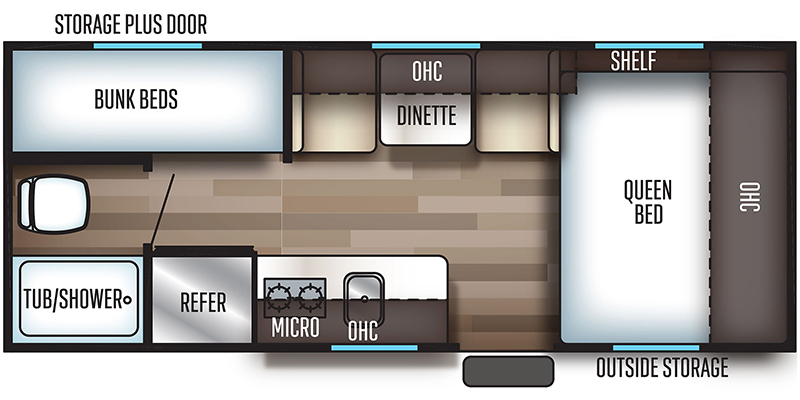 STORAGE PLUS DOOR
BUNK BEDS
OHC
DINETTE
SHELF
QUEEN
BED
OHC
TUB/SHOWER
REFER
MICRO
OHC
OUTSIDE STORAGE